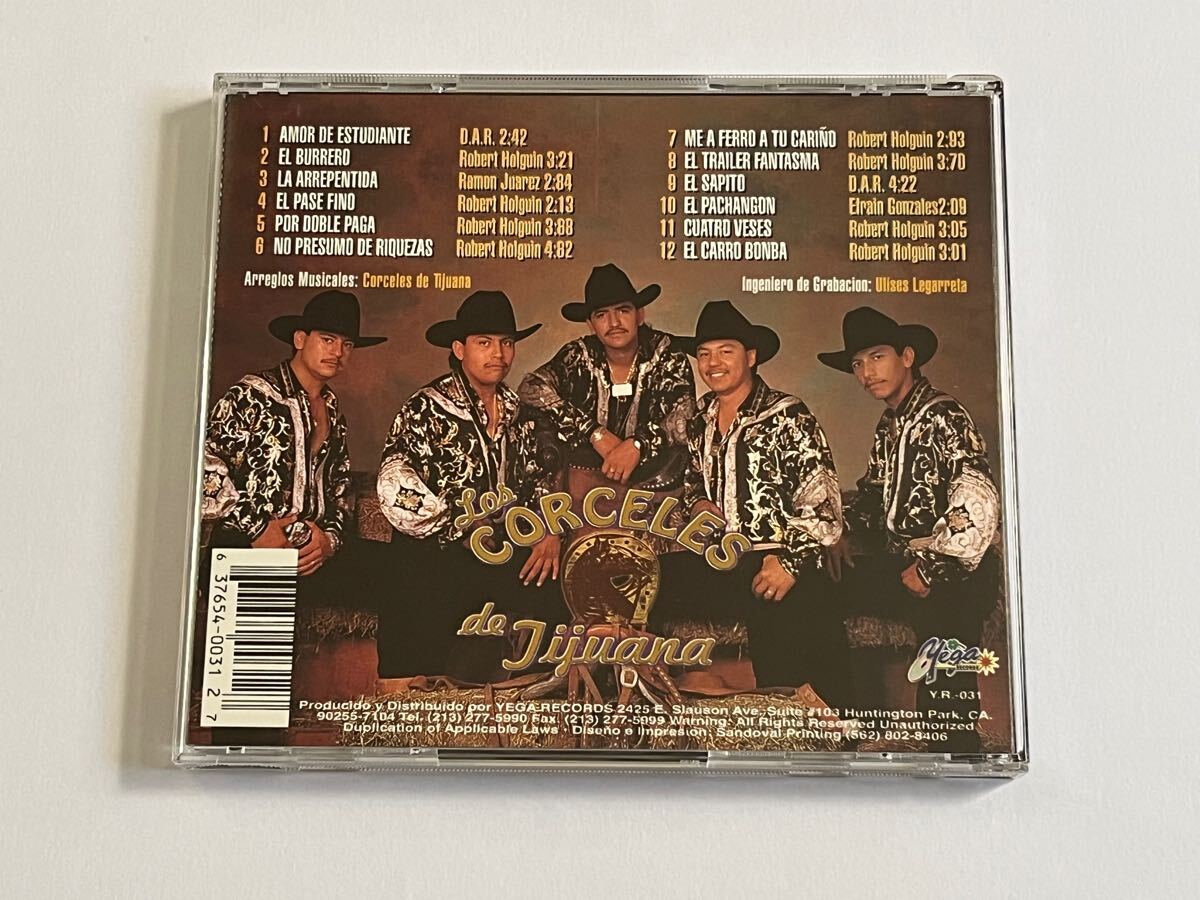 1 AMOR DE ESTUDIANTE D.A.R. 2:42
2 EL BURRERO Robert Holguin 3:21
3 LA ARREPENTIDA Ramon Juarez 2:84
4 EL PASE FINO Robert Holguin 2:13
5 POR DOBLE PAGA Robert Holguin 3:88
6 NO PRESUMO DE RIQUEZAS Robert Holguin 4:62
7 ME A FERRO A TU CARIÑO Robert Holguin 2:93
8 EL TRAILER FANTASMA Robert Holguin 3:70
9 EL SAPITO D.A.R. 4:22
10 EL PACHANGON Efrain Gonzales2:09
11 CUATRO VESES Robert Holguin 3:05
12 EL CARRO BONBA Robert Holguin 3:01
Arreglos Musicales: Corceles de Tijuana
Ingeniero de Grabacion: Ulises Legarreta
Los
CORCELES
de Tijuana
6 37654-0031 2 7
Yega
RECORDS
Y.R.-031
Producido y Distribuido por YEGA RECORDS 2425 E. Slauson Ave. Suite #103 Huntington Park, CA.
90255-7104 Tel. (213) 277-5990 Fax. (213) 277-5999 Warning: All Rights Reserved Unauthorized
Duplication of Applicable Laws · Diseño e Impresion: Sandoval Printing (562) 802-8406